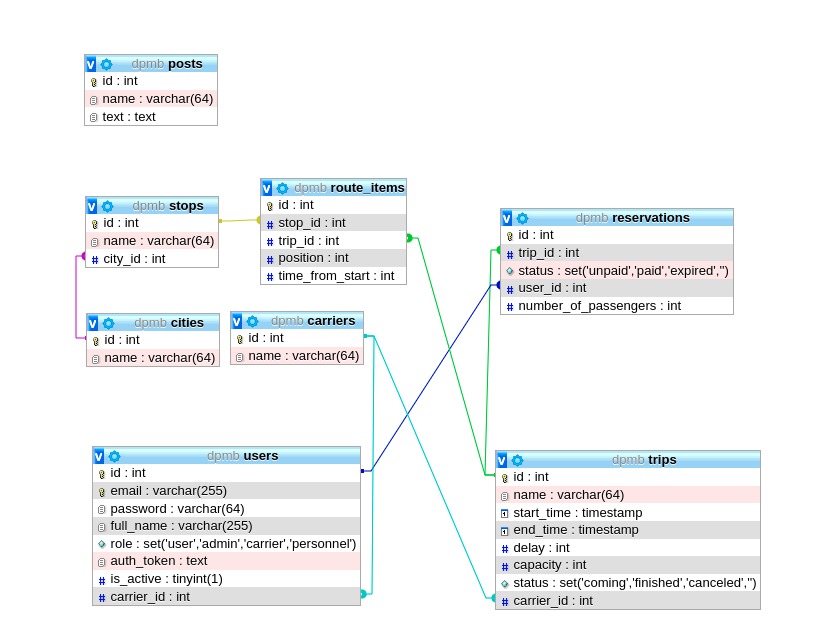 dpmb posts
id : int
name : varchar(64)
text : text
dpmb stops
id : int
name : varchar(64)
city_id : int
dpmb route_items
id : int
stop_id : int
trip_id : int
position : int
time_from_start : int
dpmb reservations
id : int
trip_id : int
status : set('unpaid','paid','expired','')
user_id : int
number_of_passengers : int
dpmb cities
id : int
name : varchar(64)
dpmb carriers
id : int
name : varchar(64)
dpmb users
id : int
email : varchar(255)
password : varchar(64)
full_name : varchar(255)
role : set('user','admin','carrier','personnel')
auth_token : text
is_active : tinyint(1)
carrier_id : int
dpmb trips
id : int
name : varchar(64)
start_time : timestamp
end_time : timestamp
delay : int
capacity : int
status : set('coming','finished','canceled','')
carrier_id : int